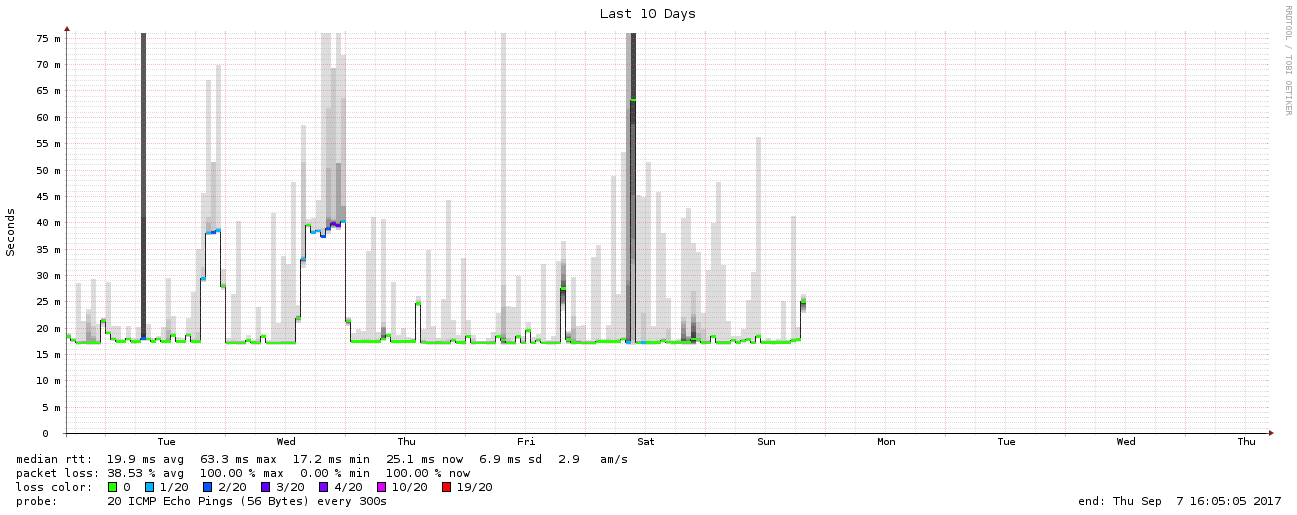 Last 10 Days
RRDTOOL / TOBI OETIKER
Seconds
75 m
70 m
65 m
60 m
55 m
50 m
45 m
40 m
35 m
30 m
25 m
20 m
15 m
10 m
5 m
0
Tue Wed Thu Fri Sat Sun Mon Tue Wed Thu
median rtt: 19.9 ms avg 63.3 ms max 17.2 ms min 25.1 ms now 6.9 ms sd 2.9 am/s
packet loss: 38.53 % avg 100.00 % max 0.00 % min 100.00 % now
loss color: 0 1/20 2/20 3/20 4/20 10/20 19/20
probe: 20 ICMP Echo Pings (56 Bytes) every 300s end: Thu Sep 7 16:05:05 2017